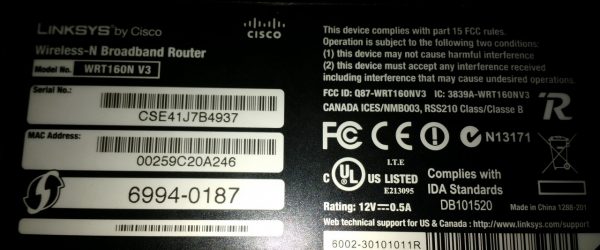 LINKSYS by Cisco
CISCO
Wireless-N Broadband Router
Model No. WRT160N V3
Serial No.:
CSE41J7B4937
MAC Address:
00259C20A246
6994-0187
This device complies with part 15 FCC rules.
Operation is subject to the following two conditions:
(1) this device may not cause harmful interference
(2) this device must accept any interference received,
including interference that may cause undesired operations.
FCC ID: Q87-WRT160NV3 IC: 3839A-WRT160NV3
CANADA ICES/NMB003, RSS210 Class/Classe B
FC CE N13171
I.T.E
C UL US LISTED
E213095
Complies with
IDA Standards
DB101520
Rating: 12V 0.5A
Made in China
Web technical support for US & Canada : http://www.linksys.com/support
6002-30101011R